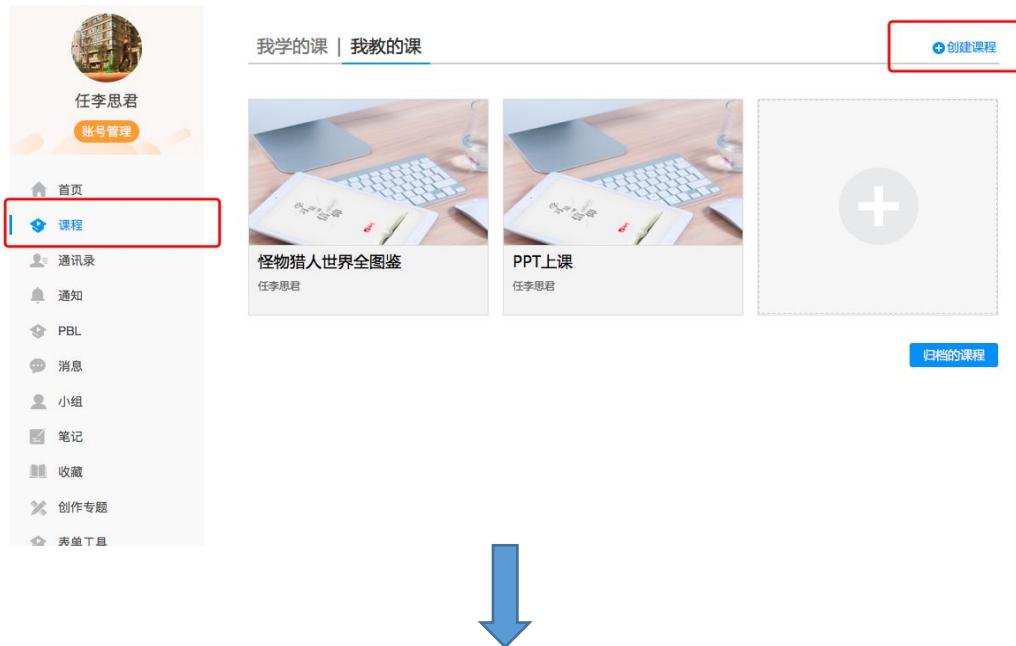 任李思君
账号管理
首页
课程
通讯录
通知
PBL
消息
小组
笔记
收藏
创作专题
表单工具
我学的课 | 我教的课
创建课程
怪物猎人世界全图鉴
任李思君
PPT上课
任李思君
归档的课程